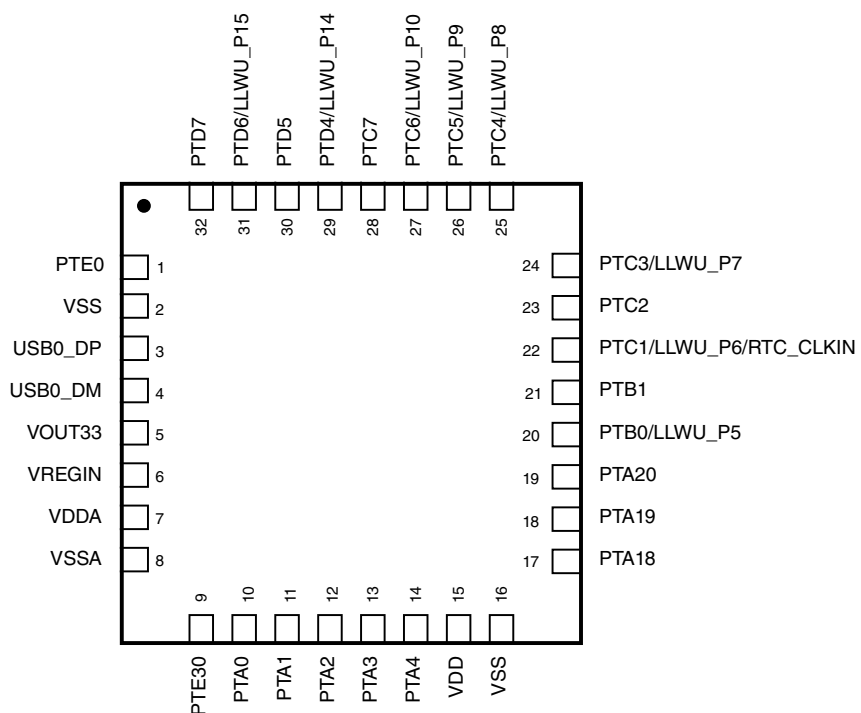 PTD7
PTD6/LLWU_P15
PTD5
PTD4/LLWU_P14
PTC7
PTC6/LLWU_P10
PTC5/LLWU_P9
PTC4/LLWU_P8
32
31
30
29
28
27
26
25
PTE0 1
VSS 2
USB0_DP 3
USB0_DM 4
VOUT33 5
VREGIN 6
VDDA 7
VSSA 8
24 PTC3/LLWU_P7
23 PTC2
22 PTC1/LLWU_P6/RTC_CLKIN
21 PTB1
20 PTB0/LLWU_P5
19 PTA20
18 PTA19
17 PTA18
9
10
11
12
13
14
15
16
PTE30
PTA0
PTA1
PTA2
PTA3
PTA4
VDD
VSS